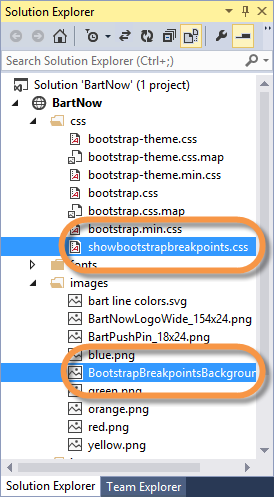 Solution Explorer
Search Solution Explorer (Ctrl+;)
Solution 'BartNow' (1 project)
BartNow
css
bootstrap-theme.css
bootstrap-theme.css.map
bootstrap-theme.min.css
bootstrap.css
bootstrap.css.map
bootstrap.min.css
showbootstrapbreakpoints.css
fonts
images
bart line colors.svg
BartNowLogoWide_154x24.png
BartPushPin_18x24.png
blue.png
BootstrapBreakpointsBackgroun
green.png
orange.png
red.png
yellow.png
Solution Explorer Team Explorer